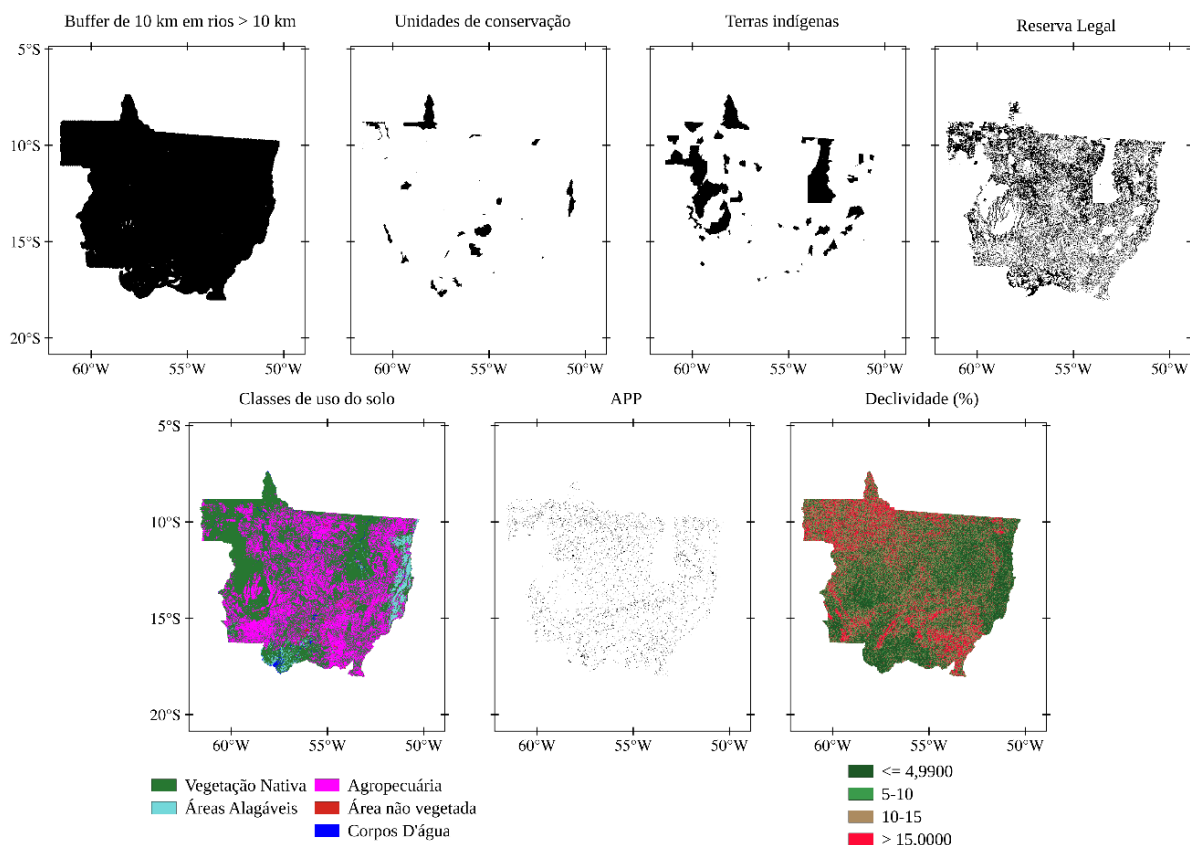 Buffer de 10 km em rios > 10 km
Unidades de conservação
Terras indígenas
Reserva Legal
5°S
10°S
15°S
20°S
60°W 55°W 50°W
60°W 55°W 50°W
60°W 55°W 50°W
60°W 55°W 50°W
Classes de uso do solo
APP
Declividade (%)
5°S
10°S
15°S
20°S
60°W 55°W 50°W
60°W 55°W 50°W
60°W 55°W 50°W
Vegetação Nativa
Áreas Alagáveis
Agropecuária
Área não vegetada
Corpos D'água
<= 4,9900
5-10
10-15
> 15.0000